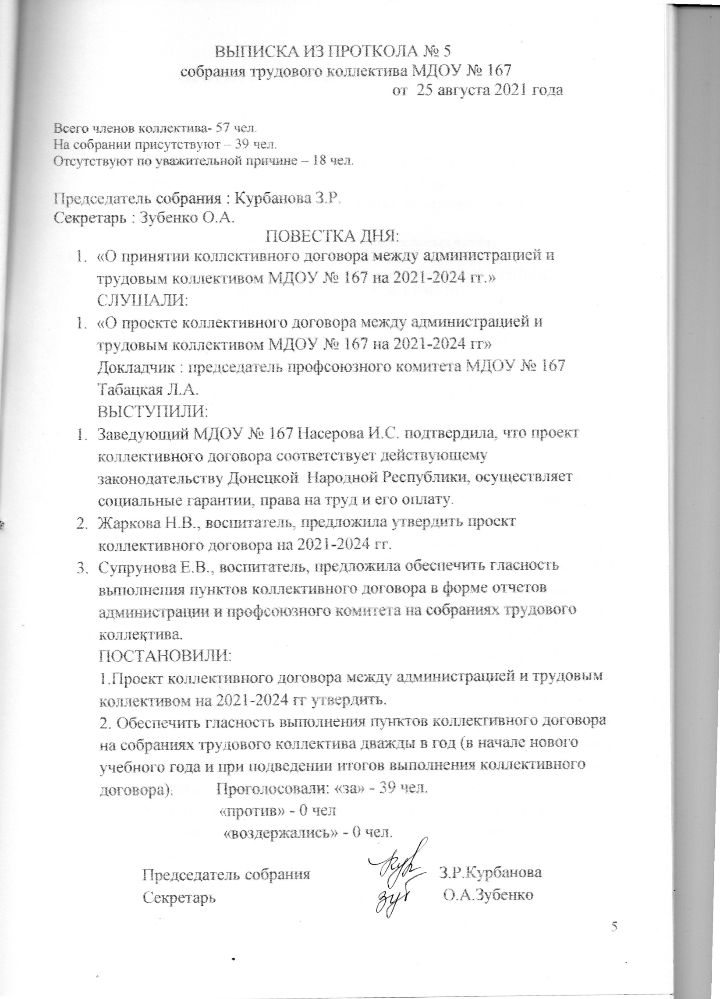 ВЫПИСКА ИЗ ПРОТКОЛА № 5
собрания трудового коллектива МДОУ № 167
от 25 августа 2021 года
Всего членов коллектива- 57 чел.
На собрании присутствуют – 39 чел.
Отсутствуют по уважительной причине – 18 чел.
Председатель собрания : Курбанова З.Р.
Секретарь : Зубенко О.А.
ПОВЕСТКА ДНЯ:
1. «О принятии коллективного договора между администрацией и
трудовым коллективом МДОУ № 167 на 2021-2024 гг.»
СЛУШАЛИ:
1. «О проекте коллективного договора между администрацией и
трудовым коллективом МДОУ № 167 на 2021-2024 гг»
Докладчик : председатель профсоюзного комитета МДОУ № 167
Табацкая Л.А.
ВЫСТУПИЛИ:
1. Заведующий МДОУ № 167 Насерова И.С. подтвердила, что проект
коллективного договора соответствует действующему
законодательству Донецкой Народной Республики, осуществляет
социальные гарантии, права на труд и его оплату.
2. Жаркова Н.В., воспитатель, предложила утвердить проект
коллективного договора на 2021-2024 гг.
3. Супрунова Е.В., воспитатель, предложила обеспечить гласность
выполнения пунктов коллективного договора в форме отчетов
администрации и профсоюзного комитета на собраниях трудового
коллектива.
ПОСТАНОВИЛИ:
1.Проект коллективного договора между администрацией и трудовым
коллективом на 2021-2024 гг утвердить.
2. Обеспечить гласность выполнения пунктов коллективного договора
на собраниях трудового коллектива дважды в год (в начале нового
учебного года и при подведении итогов выполнения коллективного
договора). Проголосовали: «за» - 39 чел.
«против» - 0 чел
«воздержались» - 0 чел.
Председатель собрания З.Р.Курбанова
Секретарь О.А.Зубенко
5